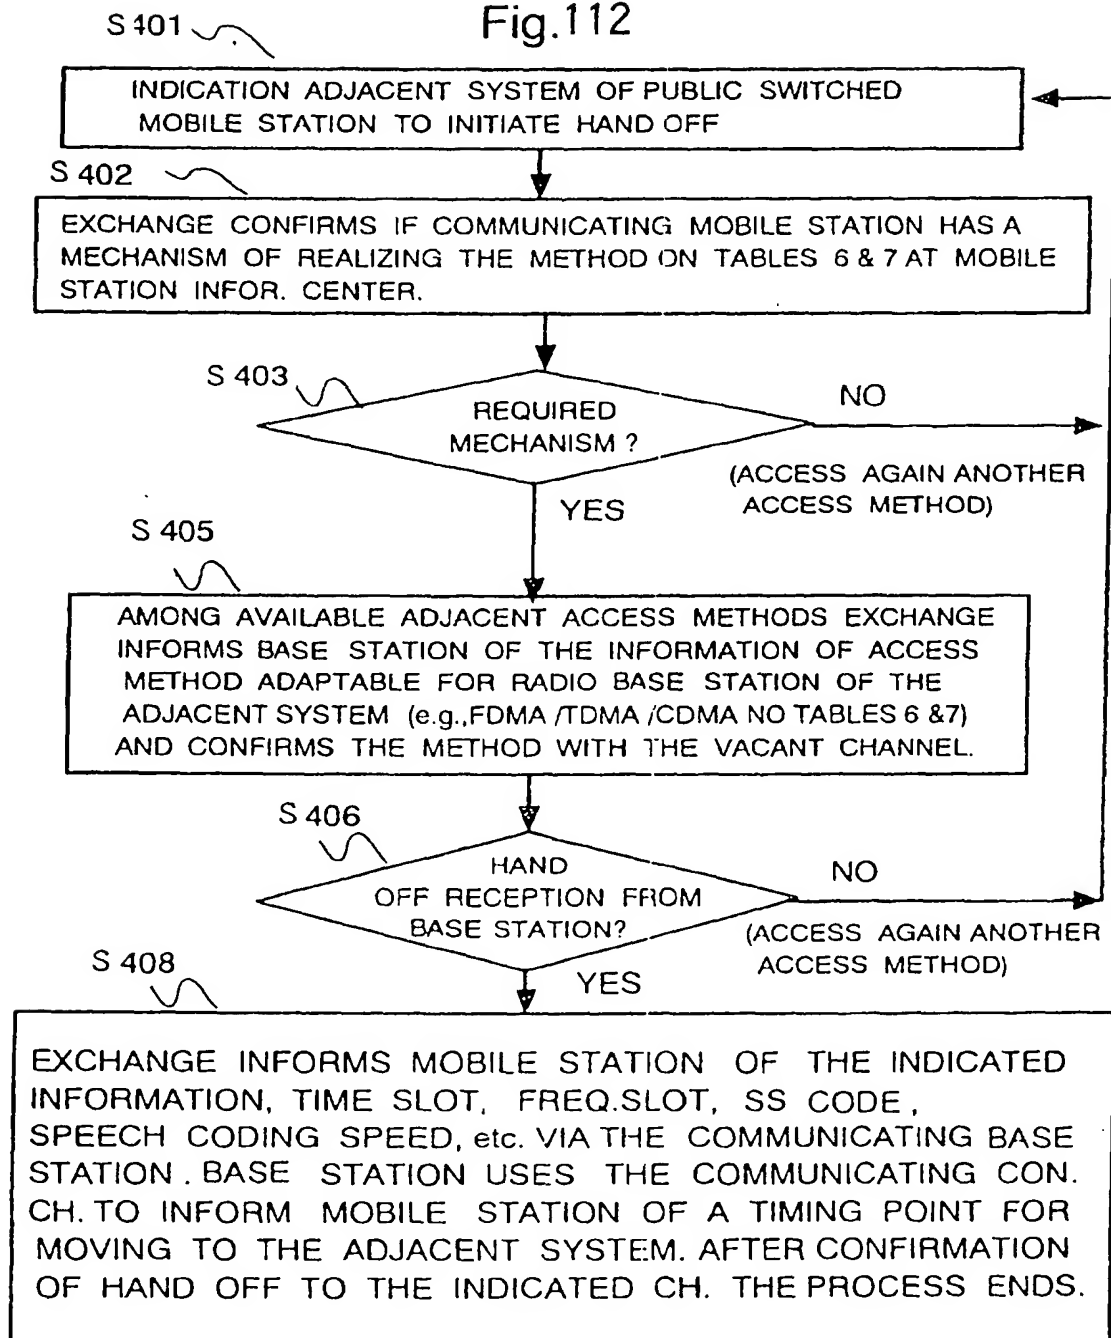 Fig.112
S 401
INDICATION ADJACENT SYSTEM OF PUBLIC SWITCHED
MOBILE STATION TO INITIATE HAND OFF
S 402
EXCHANGE CONFIRMS IF COMMUNICATING MOBILE STATION HAS A
MECHANISM OF REALIZING THE METHOD ON TABLES 6 & 7 AT MOBILE
STATION INFOR. CENTER.
S 403
REQUIRED
MECHANISM ?
NO
(ACCESS AGAIN ANOTHER
ACCESS METHOD)
YES
S 405
AMONG AVAILABLE ADJACENT ACCESS METHODS EXCHANGE
INFORMS BASE STATION OF THE INFORMATION OF ACCESS
METHOD ADAPTABLE FOR RADIO BASE STATION OF THE
ADJACENT SYSTEM (e.g.,FDMA /TDMA /CDMA NO TABLES 6 &7)
AND CONFIRMS THE METHOD WITH THE VACANT CHANNEL.
S 406
HAND
OFF RECEPTION FROM
BASE STATION?
NO
(ACCESS AGAIN ANOTHER
ACCESS METHOD)
YES
S 408
EXCHANGE INFORMS MOBILE STATION OF THE INDICATED
INFORMATION, TIME SLOT, FREQ.SLOT, SS CODE,
SPEECH CODING SPEED, etc. VIA THE COMMUNICATING BASE
STATION. BASE STATION USES THE COMMUNICATING CON.
CH. TO INFORM MOBILE STATION OF A TIMING POINT FOR
MOVING TO THE ADJACENT SYSTEM. AFTER CONFIRMATION
OF HAND OFF TO THE INDICATED CH. THE PROCESS ENDS.